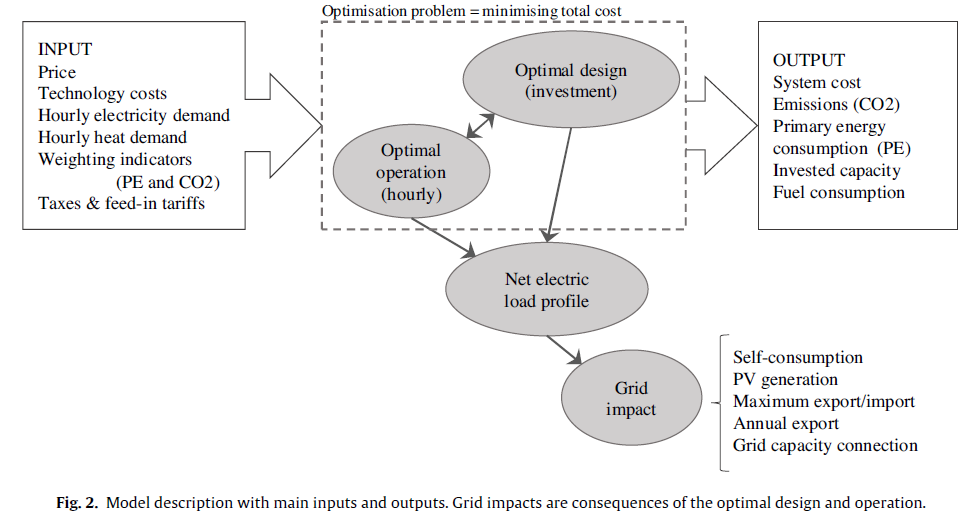 Optimisation problem = minimising total cost
INPUT
Price
Technology costs
Hourly electricity demand
Hourly heat demand
Weighting indicators
(PE and CO2)
Taxes & feed-in tariffs
Optimal design
(investment)
Optimal
operation
(hourly)
OUTPUT
System cost
Emissions (CO2)
Primary energy
consumption (PE)
Invested capacity
Fuel consumption
Net electric
load profile
Grid
impact
Self-consumption
PV generation
Maximum export/import
Annual export
Grid capacity connection
Fig. 2. Model description with main inputs and outputs. Grid impacts are consequences of the optimal design and operation.